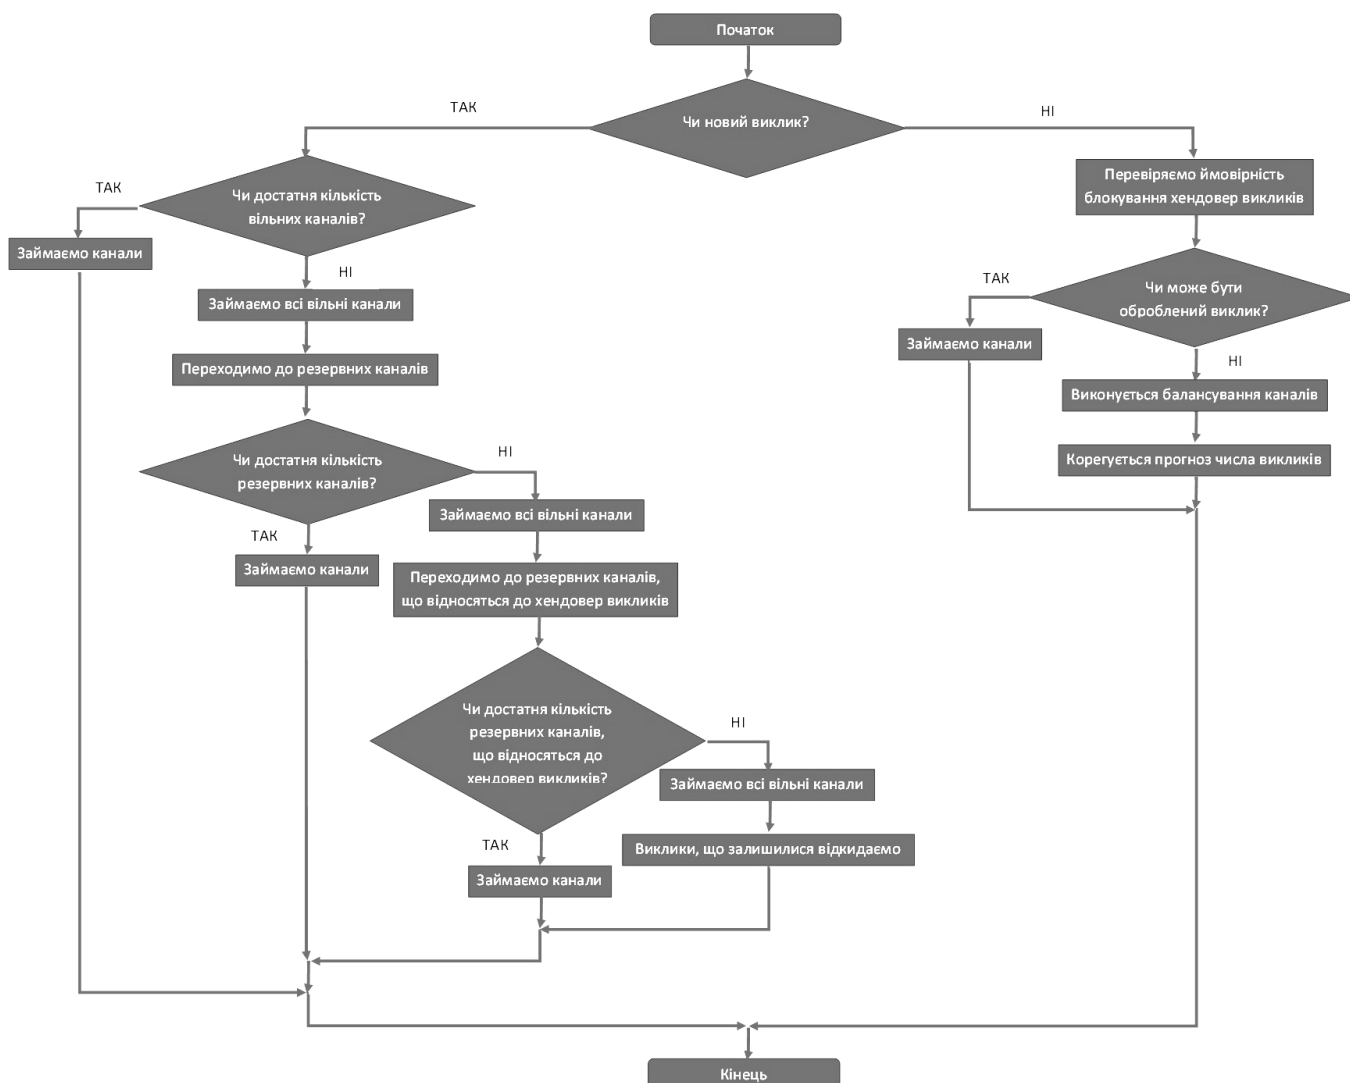 Початок
Чи новий виклик?
ТАК
НІ
Чи достатня кількість
вільних каналів?
ТАК
Займаємо канали
НІ
Займаємо всі вільні канали
Переходимо до резервних каналів
Чи достатня кількість
резервних каналів?
ТАК
Займаємо канали
НІ
Займаємо всі вільні канали
Переходимо до резервних каналів,
що відносяться до хендовер викликів
Чи достатня кількість
резервних каналів,
що відносяться до
хендовер викликів?
ТАК
Займаємо канали
НІ
Займаємо всі вільні канали
Виклики, що залишилися відкидаємо
Перевіряємо ймовірність
блокування хендовер викликів
Чи може бути
оброблений виклик?
ТАК
Займаємо канали
НІ
Виконується балансування каналів
Корегується прогноз числа викликів
Кінець